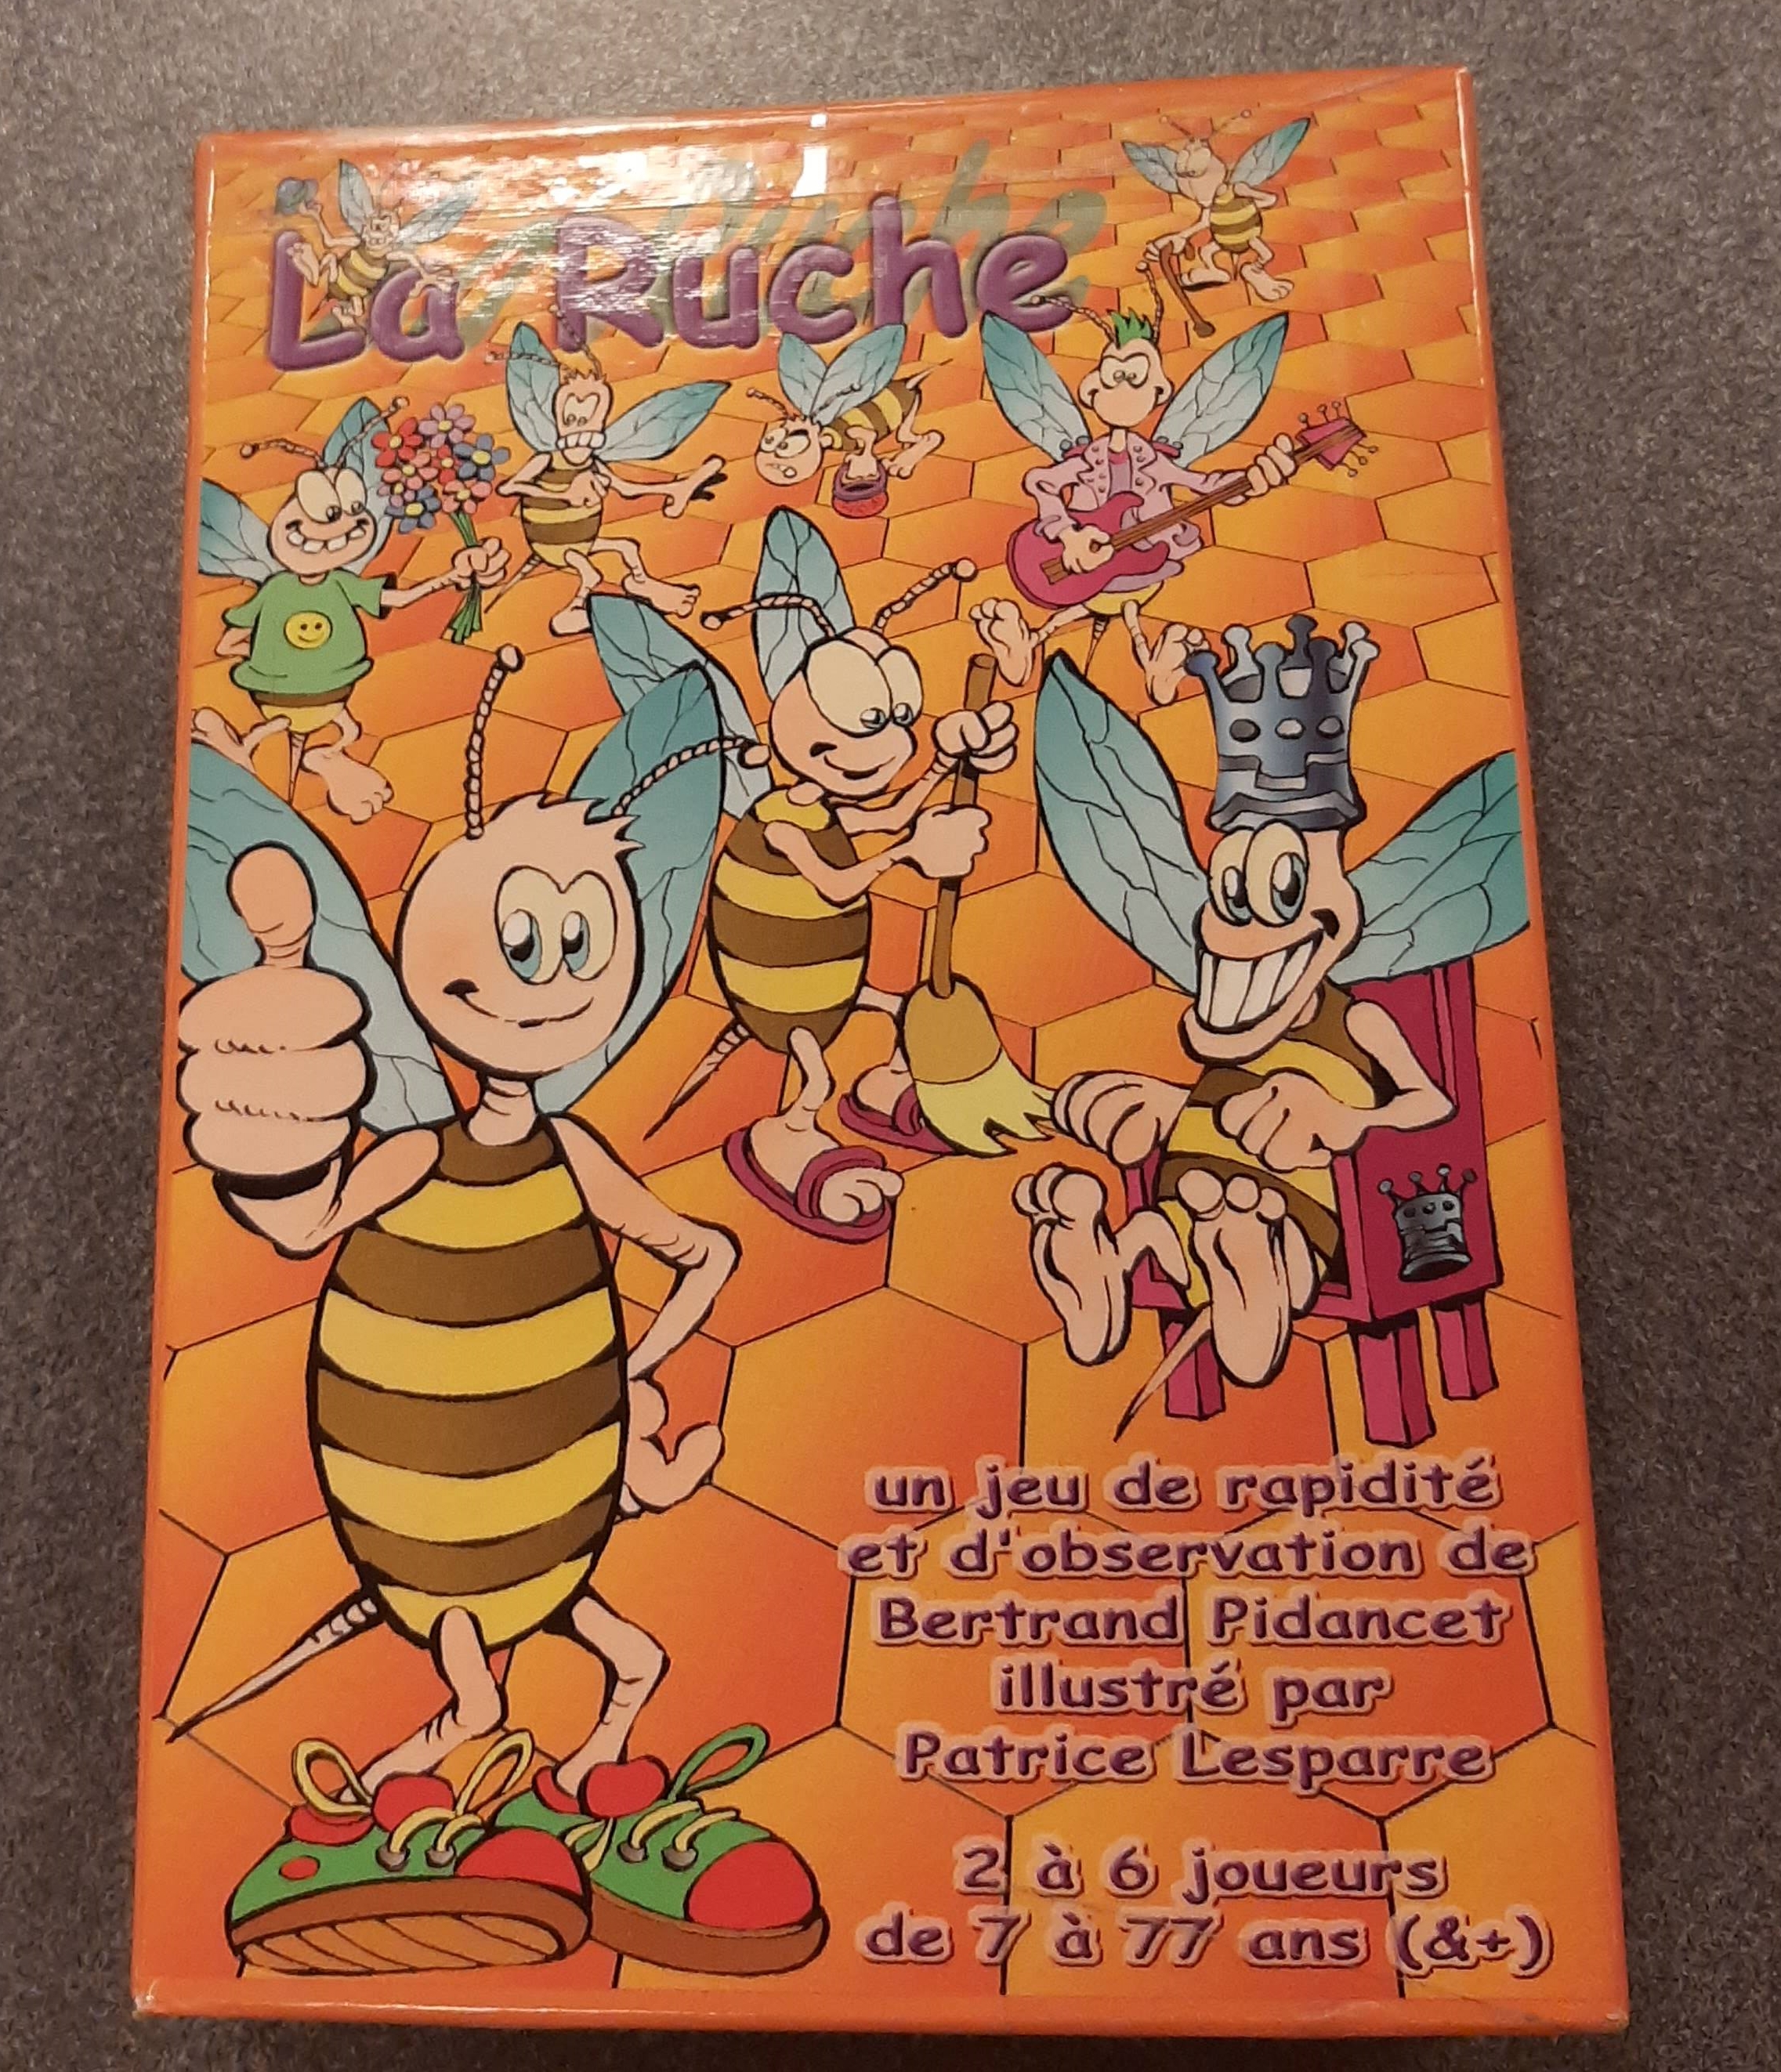 La Ruche
un jeu de rapidité
et d'observation de
Bertrand Pidancet
illustré par
Patrice Lesparre
2 à 6 joueurs
de 7 à 77 ans (&+)